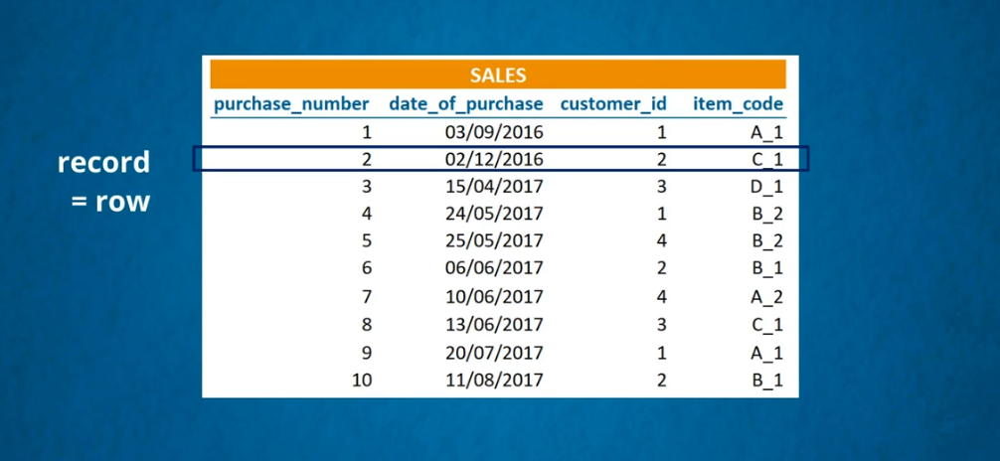 SALES
purchase_number date_of_purchase customer_id item_code
1 03/09/2016 1 A_1
record
2 02/12/2016 2 C_1
= row
3 15/04/2017 3 D_1
4 24/05/2017 1 B_2
5 25/05/2017 4 B_2
6 06/06/2017 2 B_1
7 10/06/2017 4 A_2
8 13/06/2017 3 C_1
9 20/07/2017 1 A_1
10 11/08/2017 2 B_1